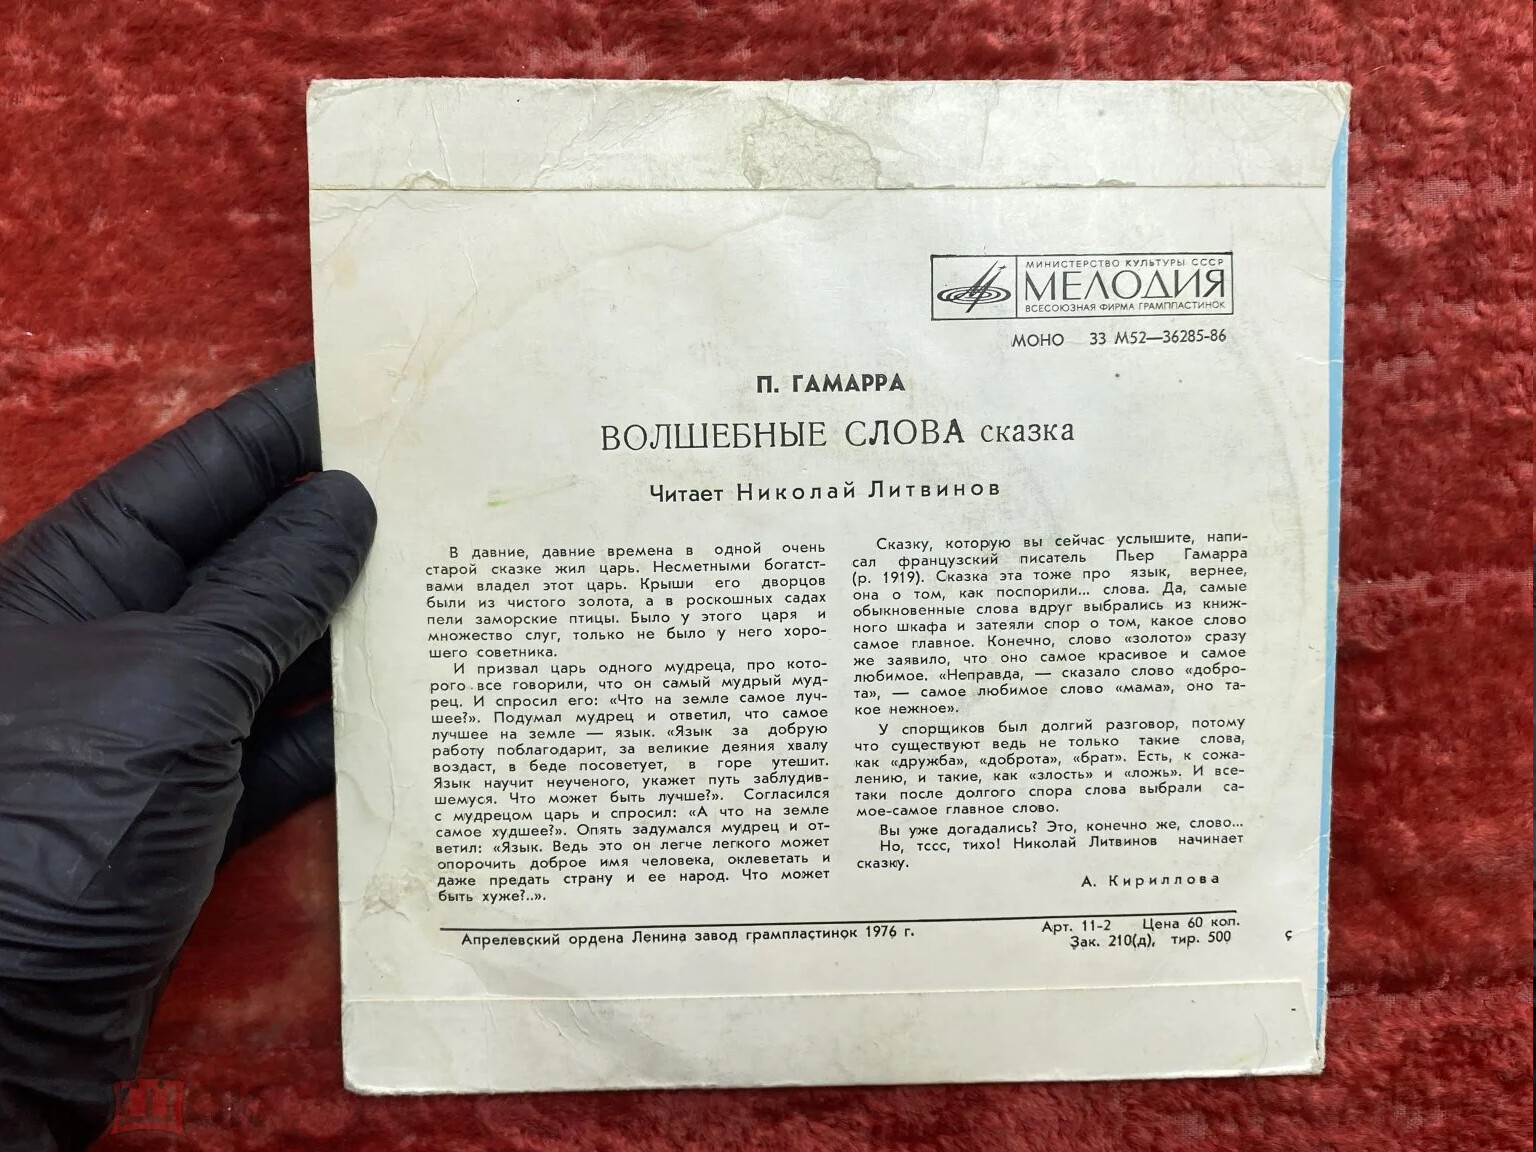 МИНИСТЕРСТВО КУЛЬТУРЫ СССР
МЕЛОДИЯ
ВСЕСОЮЗНАЯ ФИРМА ГРАМПЛАСТИНОК
МОНО 33 М52—36285-86
П. ГАМАРРА
ВОЛШЕБНЫЕ СЛОВА сказка
Читает Николай Литвинов
В давние, давние времена в одной очень
старой сказке жил царь. Несметными богатст-
вами владел этот царь. Крыши его дворцов
были из чистого золота, а в роскошных садах
пели заморские птицы. Было у этого царя и
множество слуг, только не было у него хоро-
шего советника.
И призвал царь одного мудреца, про кото-
рого все говорили, что он самый мудрый муд-
рец. И спросил его: «Что на земле самое луч-
шее?». Подумал мудрец и ответил, что самое
лучшее на земле — язык. «Язык за добрую
работу поблагодарит, за великие деяния хвалу
воздаст, в беде посоветует, в горе утешит.
Язык научит неученого, укажет путь заблудив-
шемуся. Что может быть лучше?». Согласился
с мудрецом царь и спросил: «А что на земле
самое худшее?». Опять задумался мудрец и от-
ветил: «Язык. Ведь это он легче легкого может
опорочить доброе имя человека, оклеветать и
даже предать страну и ее народ. Что может
быть хуже?..».
Сказку, которую вы сейчас услышите, напи-
сал французский писатель Пьер Гамарра
(р. 1919). Сказка эта тоже про язык, вернее,
она о том, как поспорили... слова. Да, самые
обыкновенные слова вдруг выбрались из книж-
ного шкафа и затеяли спор о том, какое слово
самое главное. Конечно, слово «золото» сразу
же заявило, что оно самое красивое и самое
любимое. «Неправда, — сказало слово «добро-
та», — самое любимое слово «мама», оно та-
кое нежное».
У спорщиков был долгий разговор, потому
что существуют ведь не только такие слова,
как «дружба», «доброта», «брат». Есть, к сожа-
лению, и такие, как «злость» и «ложь». И все-
таки после долгого спора слова выбрали са-
мое-самое главное слово.
Вы уже догадались? Это, конечно же, слово...
Но, тссс, тихо! Николай Литвинов начинает
сказку.
А. Кириллова
Апрелевский ордена Ленина завод грампластинок 1976 г.
Арт. 11-2 Цена 60 коп.
Зак. 210(д), тир. 500